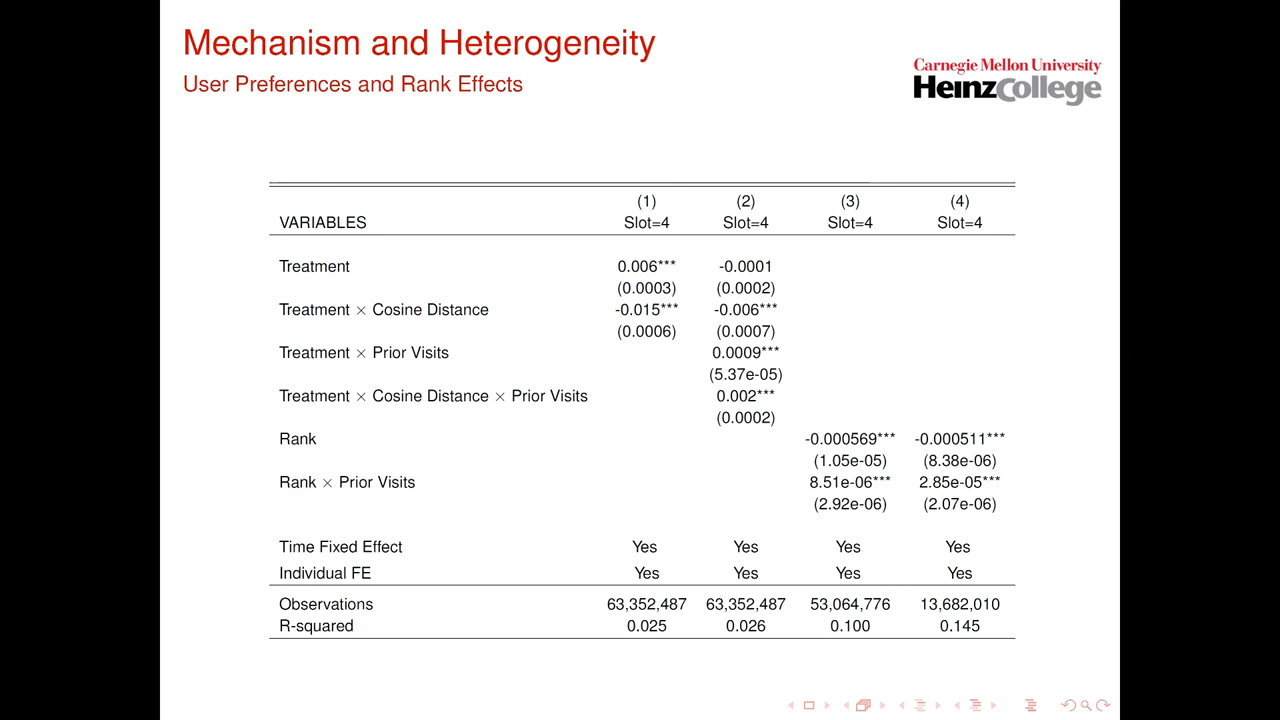 Mechanism and Heterogeneity
User Preferences and Rank Effects
Carnegie Mellon University
HeinzCollege
(1) (2) (3) (4)
VARIABLES Slot=4 Slot=4 Slot=4 Slot=4
Treatment 0.006*** -0.0001
(0.0003) (0.0002)
Treatment × Cosine Distance -0.015*** -0.006***
(0.0006) (0.0007)
Treatment × Prior Visits 0.0009***
(5.37e-05)
Treatment × Cosine Distance × Prior Visits 0.002***
(0.0002)
Rank -0.000569*** -0.000511***
(1.05e-05) (8.38e-06)
Rank × Prior Visits 8.51e-06*** 2.85e-05***
(2.92e-06) (2.07e-06)
Time Fixed Effect Yes Yes Yes Yes
Individual FE Yes Yes Yes Yes
Observations 63,352,487 63,352,487 53,064,776 13,682,010
R-squared 0.025 0.026 0.100 0.145